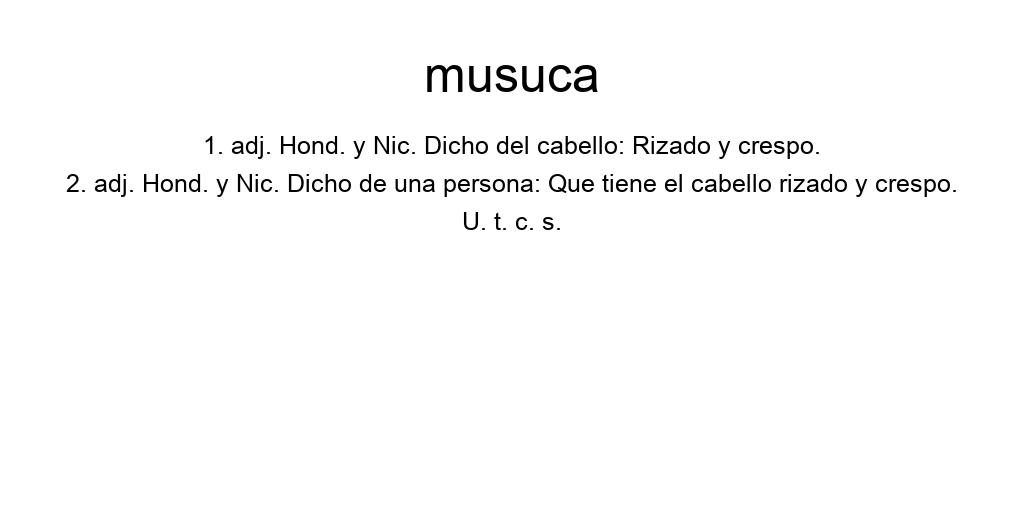 musuca
1. adj. Hond. y Nic. Dicho del cabello: Rizado y crespo.
2. adj. Hond. y Nic. Dicho de una persona: Que tiene el cabello rizado y crespo.
U. t. c. s.